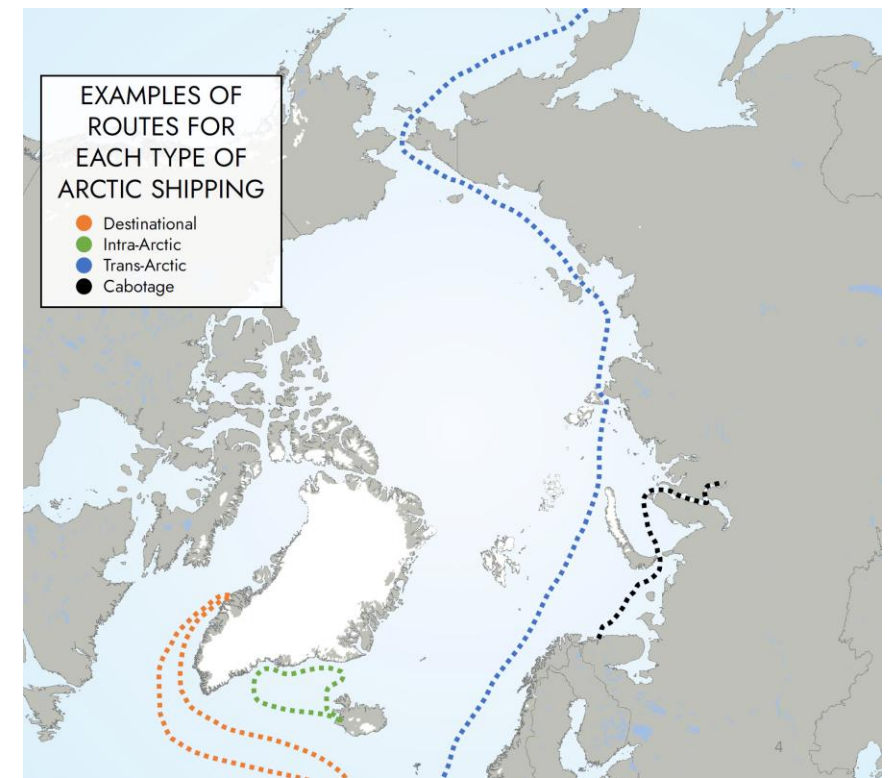 EXAMPLES OF
ROUTES FOR
EACH TYPE OF
ARCTIC SHIPPING
Destinational
Intra-Arctic
Trans-Arctic
Cabotage
4